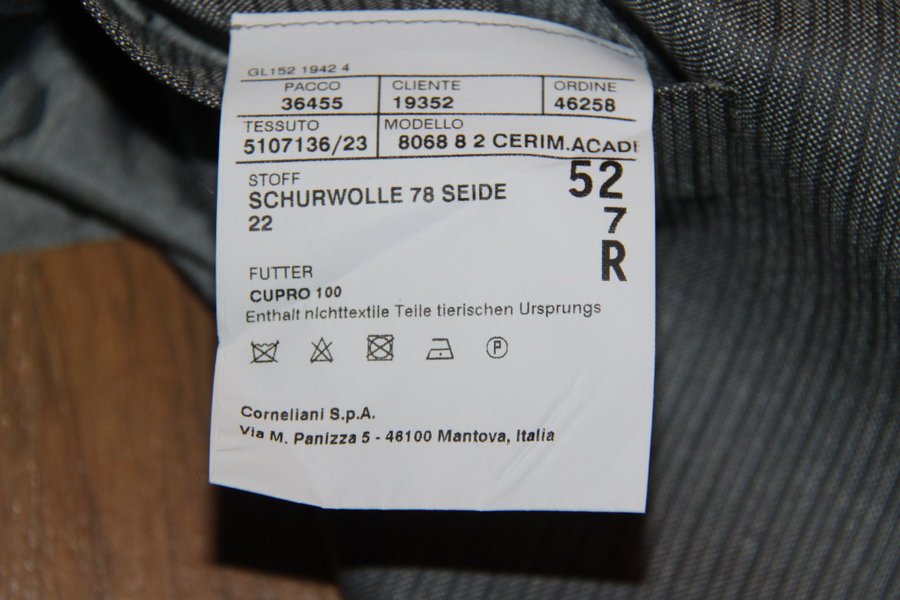 GL152 1942 4
PACCO CLIENTE ORDINE
36455 19352 46258
TESSUTO MODELLO
5107136/23 8068 8 2 CERIM.ACADI
STOFF
SCHURWOLLE 78 SEIDE
22
52
7
R
FUTTER
CUPRO 100
Enthalt nichttextile Teile tierischen Ursprungs
P
Corneliani S.p.A.
Via M. Panizza 5 - 46100 Mantova, Italia